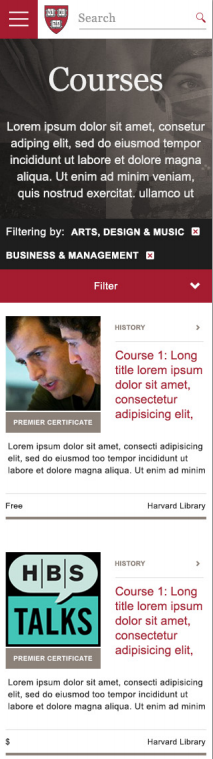 Search
Courses
Lorem ipsum dolor sit amet, consetur
adiping elit, sed do eiusmod tempor
incididunt ut labore et dolore magna
aliqua. Ut enim ad minim veniam,
quis nostrud exercitat. ullamco ut
Filtering by: ARTS, DESIGN & MUSIC
BUSINESS & MANAGEMENT
Filter
HISTORY
Course 1: Long
title lorem ipsum
dolor sit amet,
consectetur
adipisicing elit,
PREMIER CERTIFICATE
Lorem ipsum dolor sit amet, consecti adipisicing
elit, sed do eiusmod tempor incididunt ut
labore et dolore magna aliqua. Ut enim ad minim
Free Harvard Library
HBS
TALKS
HISTORY
Course 1: Long
title lorem ipsum
dolor sit amet,
consectetur
adipisicing elit,
PREMIER CERTIFICATE
Lorem ipsum dolor sit amet, consecti adipisicing
elit, sed do eiusmod tempor incididunt ut
labore et dolore magna aliqua. Ut enim ad minim
$ Harvard Library